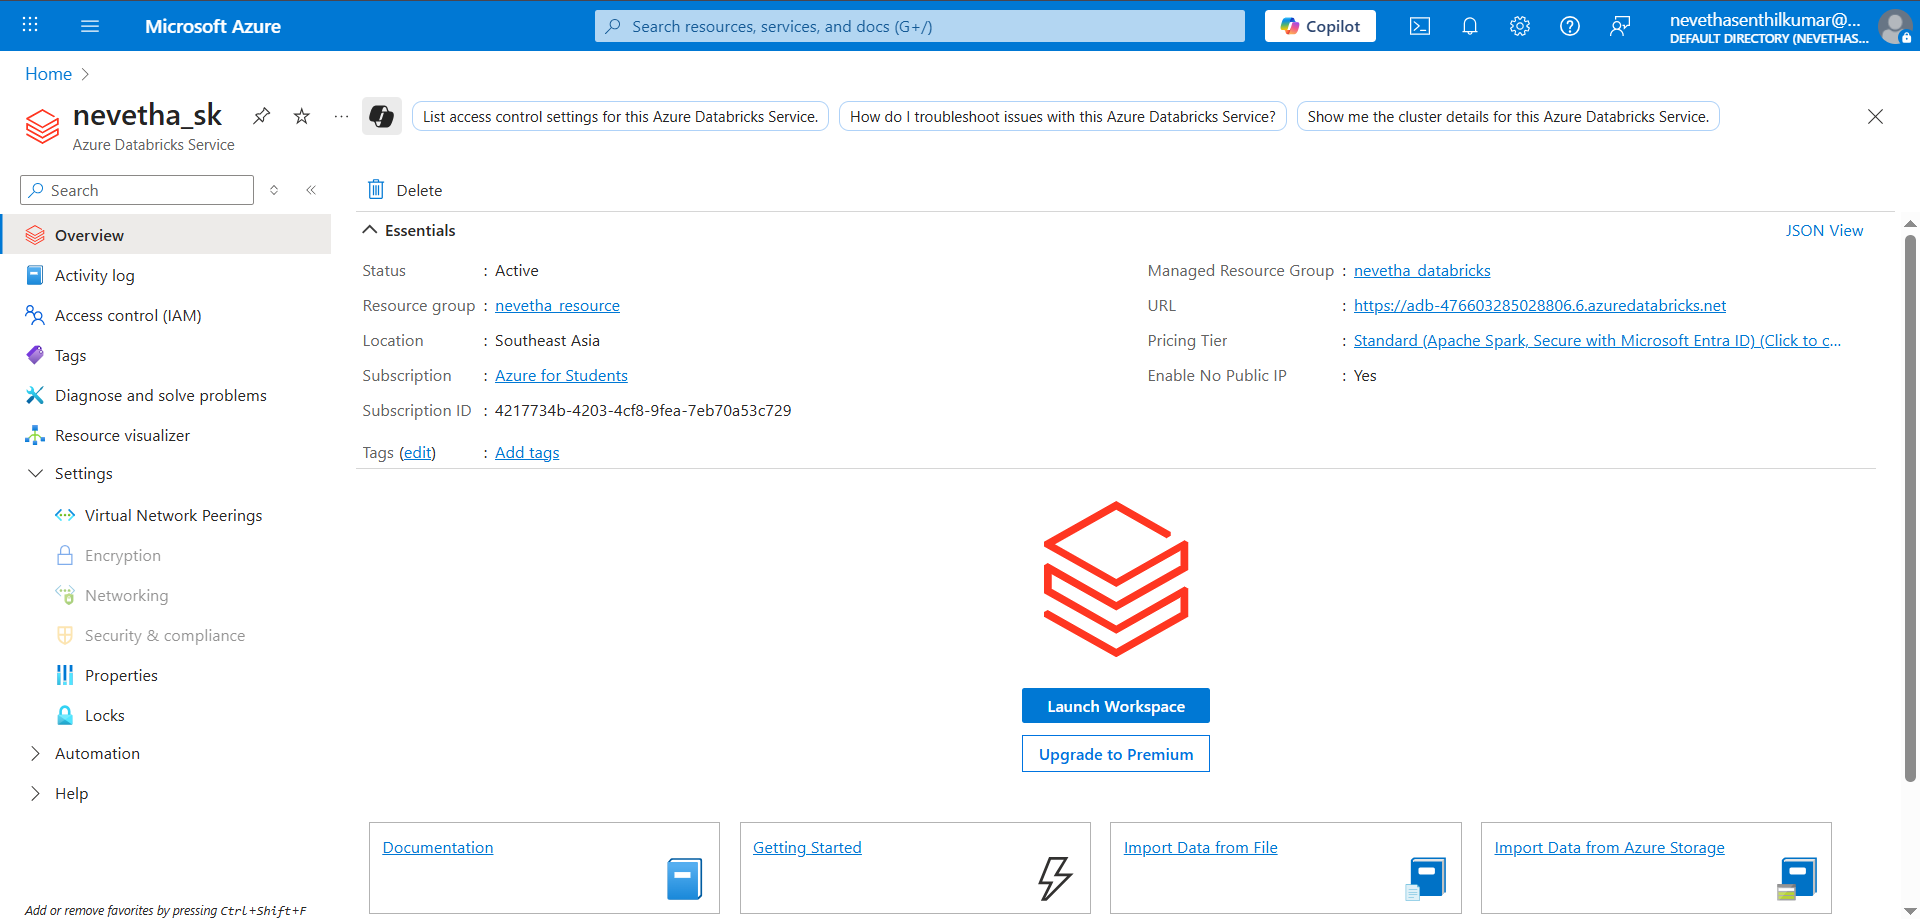 Microsoft Azure
Search resources, services, and docs (G+/)
Copilot
nevethasenthilkumar@...
DEFAULT DIRECTORY (NEVETHAS...
Home
nevetha_sk
Azure Databricks Service
...
List access control settings for this Azure Databricks Service.
How do I troubleshoot issues with this Azure Databricks Service?
Show me the cluster details for this Azure Databricks Service.
Search
Delete
Overview
Activity log
Access control (IAM)
Tags
Diagnose and solve problems
Resource visualizer
Settings
Virtual Network Peerings
Encryption
Networking
Security & compliance
Properties
Locks
Automation
Help
Add or remove favorites by pressing Ctrl+Shift+F
Essentials
JSON View
Status : Active
Resource group : nevetha_resource
Location : Southeast Asia
Subscription : Azure for Students
Subscription ID : 4217734b-4203-4cf8-9fea-7eb70a53c729
Tags (edit) : Add tags
Managed Resource Group : nevetha_databricks
URL : https://adb-476603285028806.6.azuredatabricks.net
Pricing Tier : Standard (Apache Spark, Secure with Microsoft Entra ID) (Click to c...
Enable No Public IP : Yes
Launch Workspace
Upgrade to Premium
Documentation
Getting Started
Import Data from File
Import Data from Azure Storage